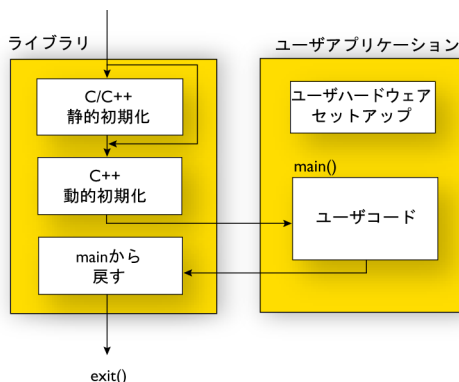 ライブラリ
ユーザアプリケーション
C/C++
静的初期化
ユーザハードウェア
セットアップ
C++
動的初期化
main()
ユーザコード
mainから
戻す
exit()